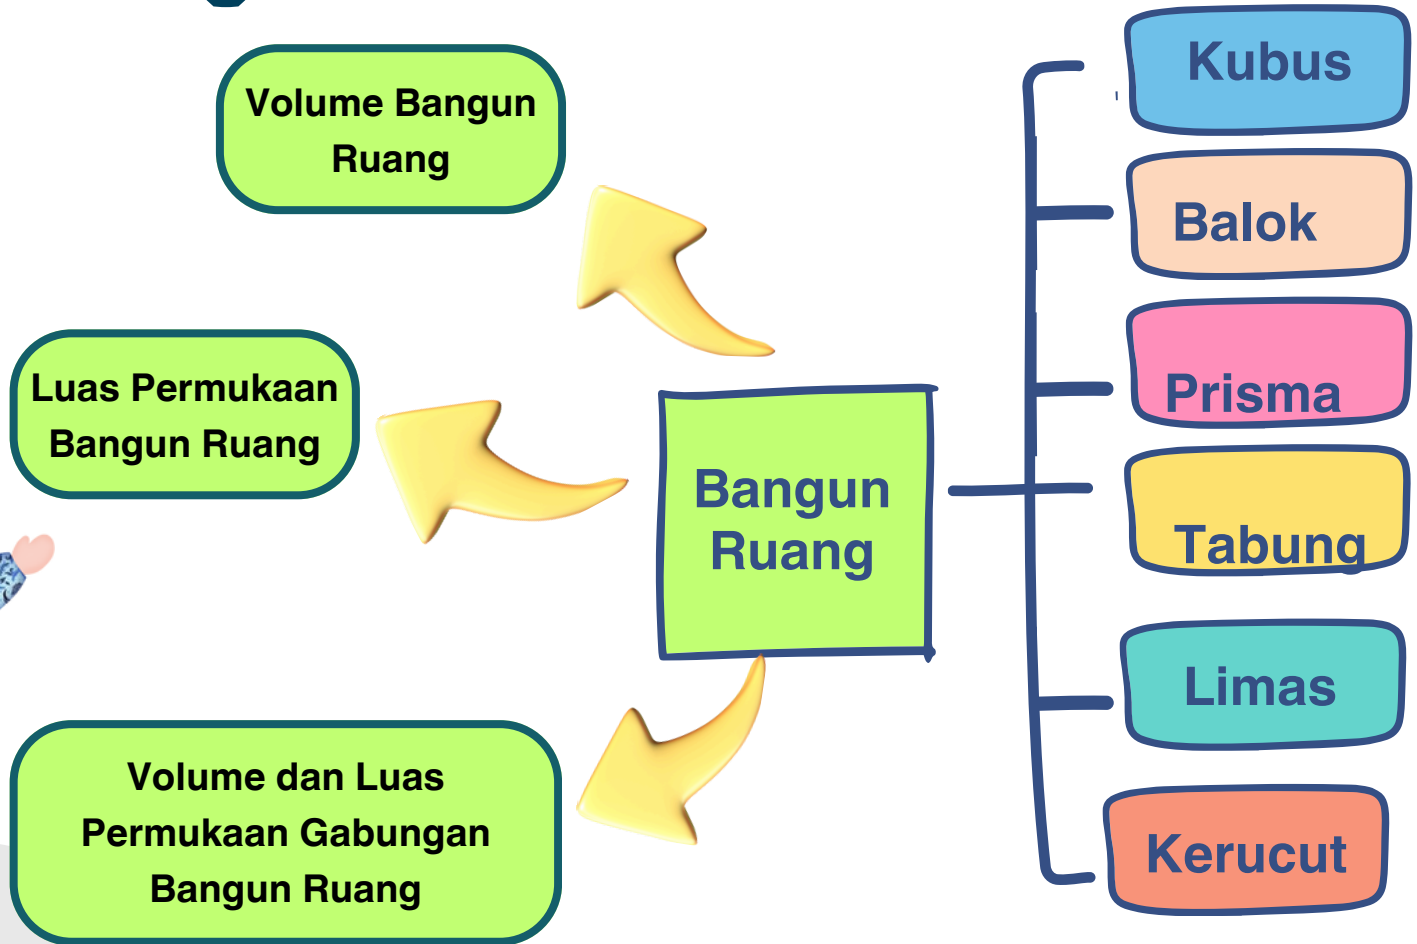 Volume Bangun
Ruang
Luas Permukaan
Bangun Ruang
Volume dan Luas
Permukaan Gabungan
Bangun Ruang
Bangun
Ruang
Kubus
Balok
Prisma
Tabung
Limas
Kerucut